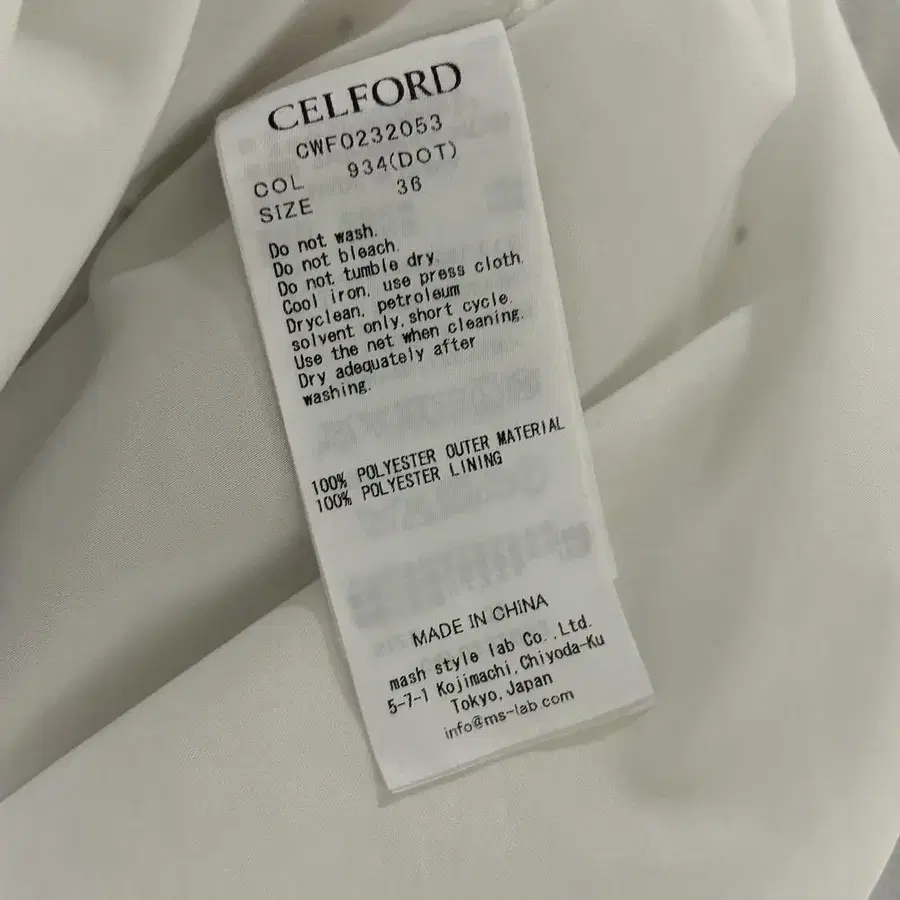 CELFORD
CWF0232053
COL 934(DOT)
SIZE 36
Do not wash.
Do not bleach.
Do not tumble dry.
Cool iron, use press cloth.
Dryclean, petroleum
solvent only,short cycle.
Use the net when cleaning.
Dry adequately after
washing.
100% POLYESTER OUTER MATERIAL
100% POLYESTER LINING
MADE IN CHINA
mash style lab Co.,Ltd.
5-7-1 Kojimachi,Chiyoda-Ku
Tokyo,Japan
info@ms-lab.com